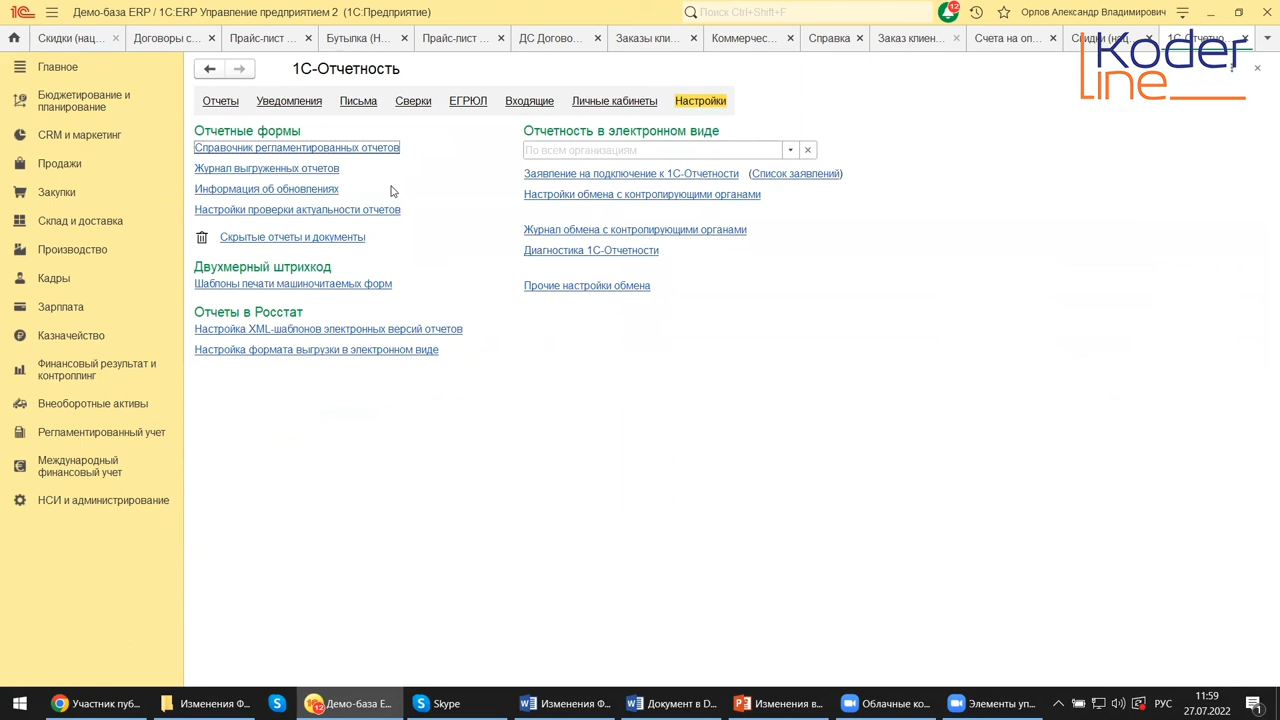 Демо-база ERP / 1С:ERP Управление предприятием 2 (1С:Предприятие)
Поиск Ctrl+Shift+F
12
Орлов Александр Владимирович
Скидки (нац...
Договоры с...
Прайс-лист ...
Бутылка (Н...
Прайс-лист ...
ДС Догово...
Заказы кли...
Коммерчес...
Справка
Заказ клиен...
Счета на оп...
Скидки (нац...
1С-Отчетно...
Koder
line
Главное
Бюджетирование и
планирование
CRM и маркетинг
Продажи
Закупки
Склад и доставка
Производство
Кадры
Зарплата
Казначейство
Финансовый результат и
контроллинг
Внеоборотные активы
Регламентированный учет
Международный
финансовый учет
НСИ и администрирование
1С-Отчетность
Отчеты
Уведомления
Письма
Сверки
ЕГРЮЛ
Входящие
Личные кабинеты
Настройки
Отчетные формы
Справочник регламентированных отчетов
Журнал выгруженных отчетов
Информация об обновлениях
Настройки проверки актуальности отчетов
Скрытые отчеты и документы
Двухмерный штрихкод
Шаблоны печати машиночитаемых форм
Отчеты в Росстат
Настройка XML-шаблонов электронных версий отчетов
Настройка формата выгрузки в электронном виде
Отчетность в электронном виде
По всем организациям
Заявление на подключение к 1С-Отчетности (Список заявлений)
Настройки обмена с контролирующими органами
Журнал обмена с контролирующими органами
Диагностика 1С-Отчетности
Прочие настройки обмена
Участник пуб...
Изменения Ф...
12
Демо-база E...
Skype
Изменения Ф...
Документ в D...
Изменения в...
Облачные ко...
Элементы уп...
РУС
11:59
27.07.2022
1